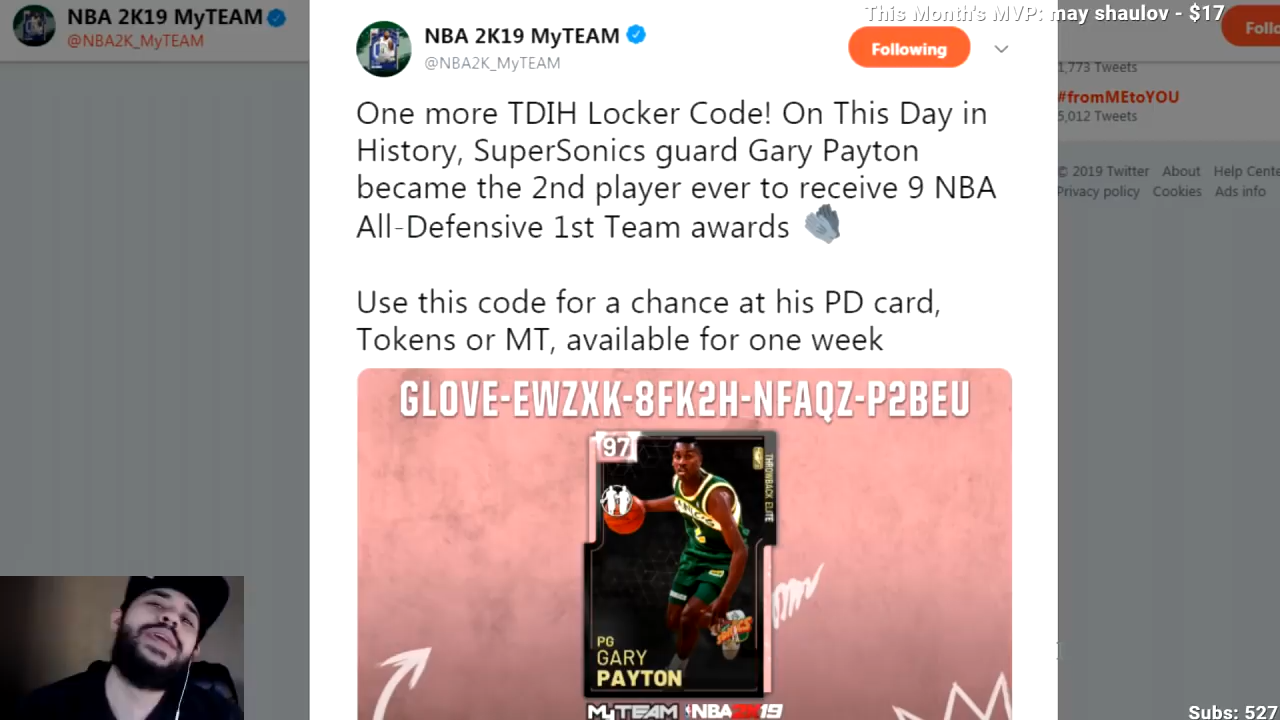 This Month's MVP: may shaulov - $17
NBA 2K19 MyTEAM
@NBA2K_MyTEAM
NBA 2K19 MyTEAM
@NBA2K_MyTEAM
Following
One more TDIH Locker Code! On This Day in
History, SuperSonics guard Gary Payton
became the 2nd player ever to receive 9 NBA
All-Defensive 1st Team awards
Use this code for a chance at his PD card,
Tokens or MT, available for one week
GLOVE-EWZXK-8FK2H-NFAQZ-P2BEU
97
THROWBACK ELITE
PG
GARY
PAYTON
MyTEAM NBA 2K19
1,773 Tweets
#fromMEtoYOU
5,012 Tweets
© 2019 Twitter About Help Cente
Privacy policy Cookies Ads info
Subs: 527